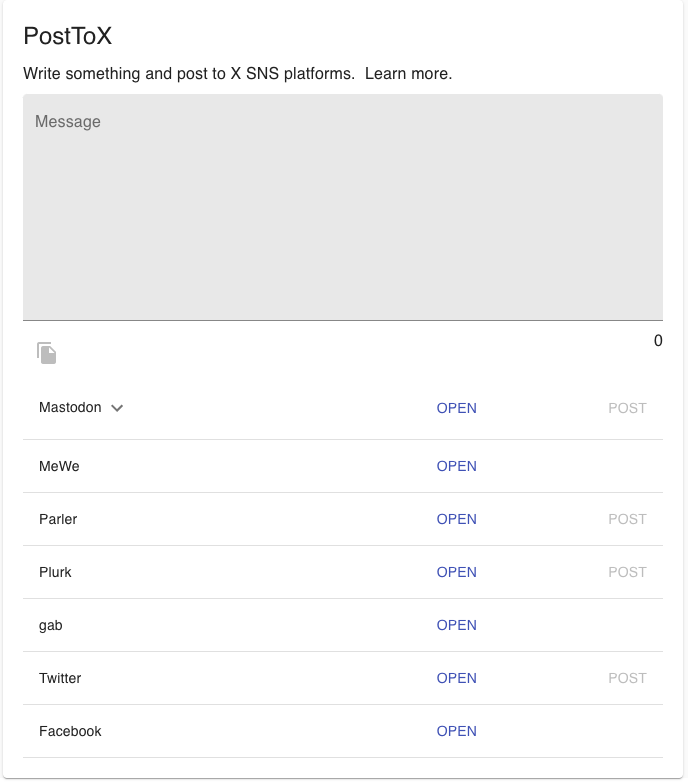 PostToX
Write something and post to X SNS platforms.  Learn more.
Message
0
Mastodon OPEN POST
MeWe OPEN
Parler OPEN POST
Plurk OPEN POST
gab OPEN
Twitter OPEN POST
Facebook OPEN